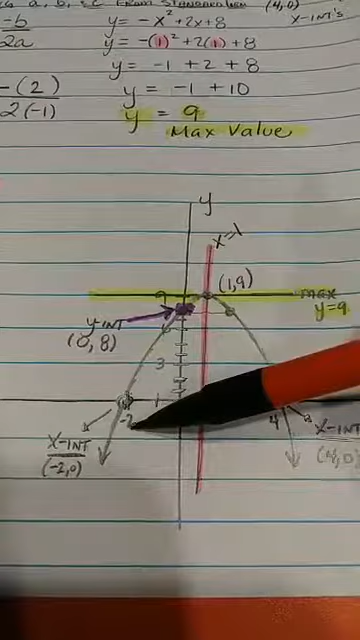 a, b, & c FROM STANDARD (4,0)
-b y = -x² + 2x + 8 X-INT'S
2a y = -(1)² + 2(1) + 8
y = -1 + 2 + 8
-(2) y = -1 + 10
2(-1) y = 9
Max Value
y
x=1
(1,9)
9 max
y=9
y-INT
(0, 8)
3
1
-2 4
X-INT X-INT
(-2,0) (4,0)